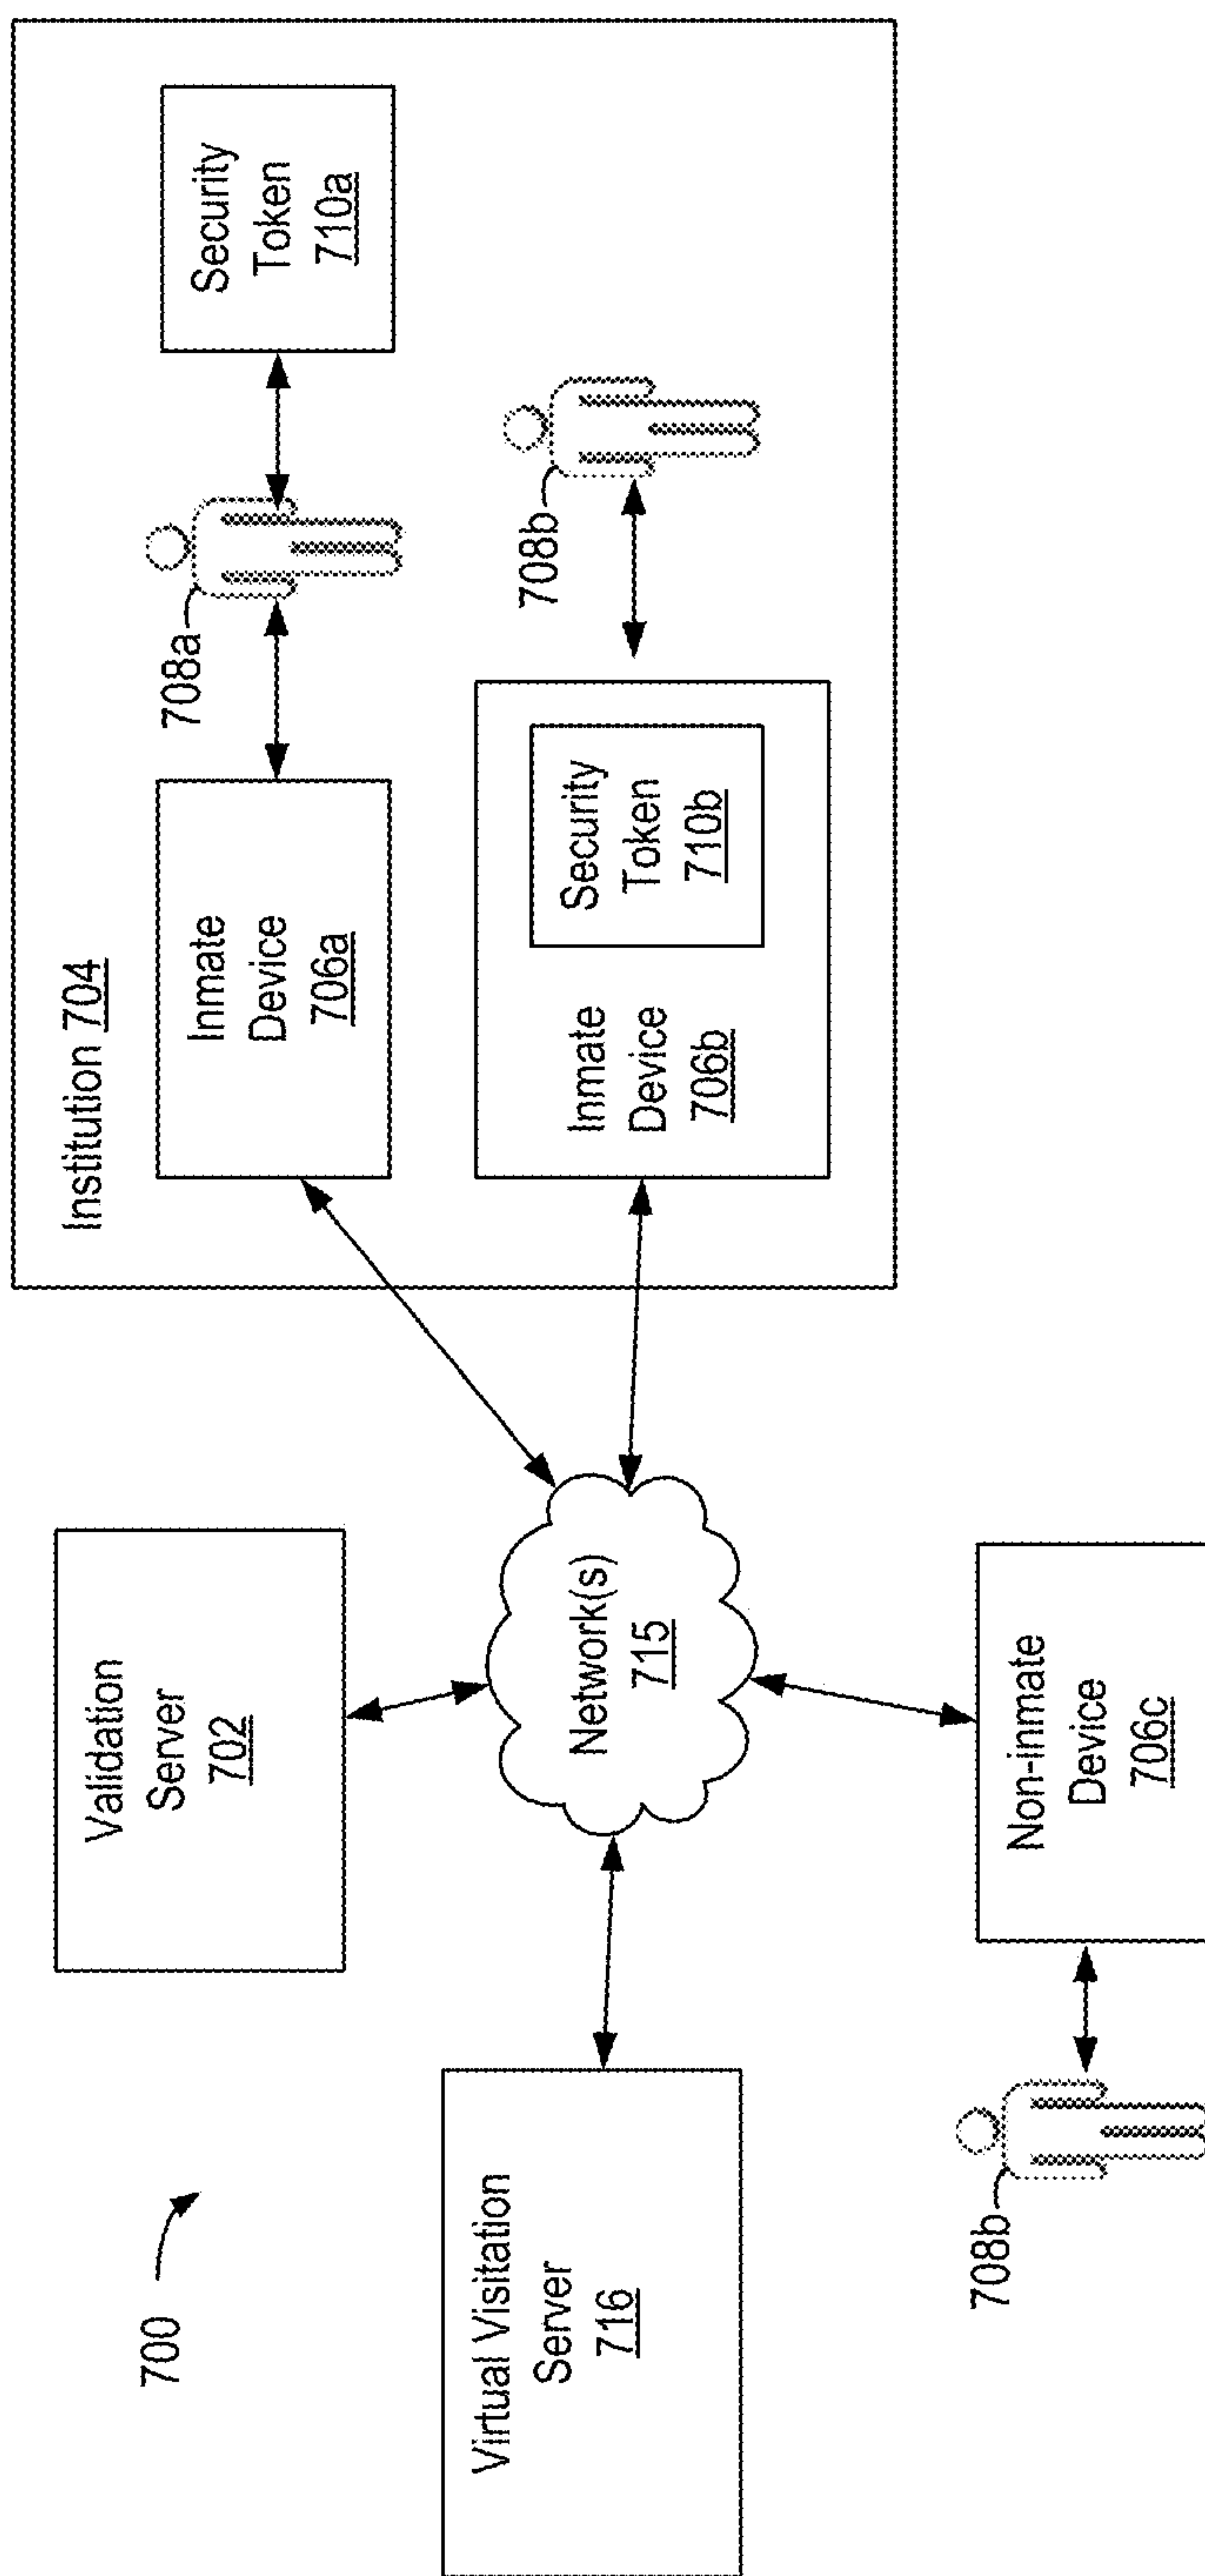 700
Virtual Visitation
Server
716
Validation
Server
702
Network(s)
715
708b
Non-inmate
Device
706c
Institution 704
Inmate
Device
706a
708a
Security
Token
710a
Inmate
Device
706b
Security
Token
710b
708b